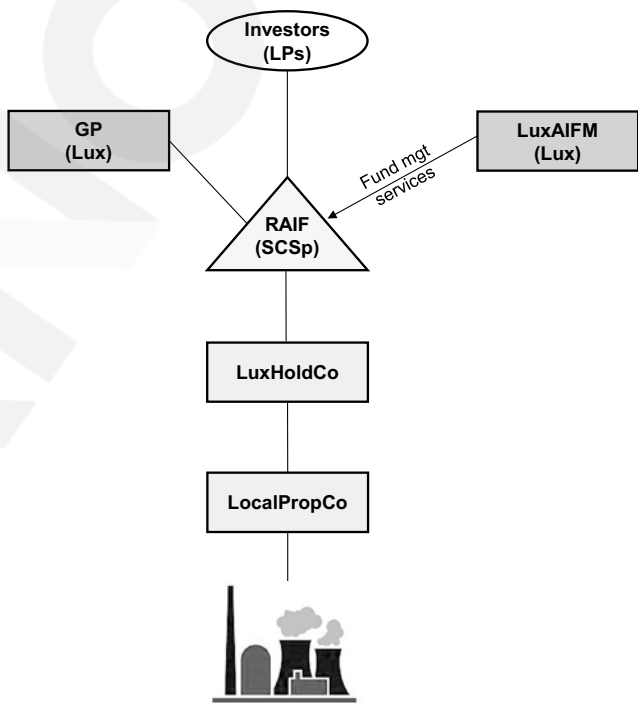 Investors
(LPs)
GP
(Lux)
LuxAIFM
(Lux)
Fund mgt
services
RAIF
(SCSp)
LuxHoldCo
LocalPropCo